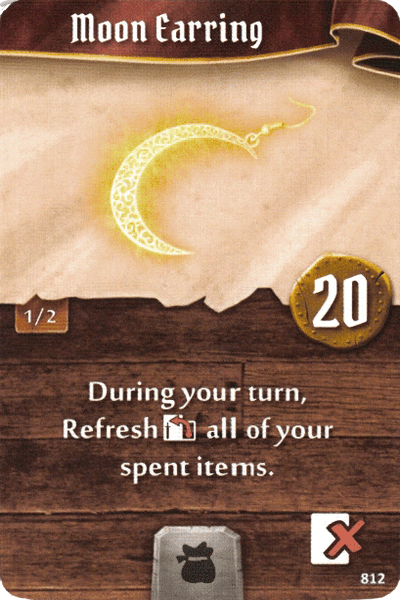 Moon Earring
20
1/2
During your turn,
Refresh all of your
spent items.
812